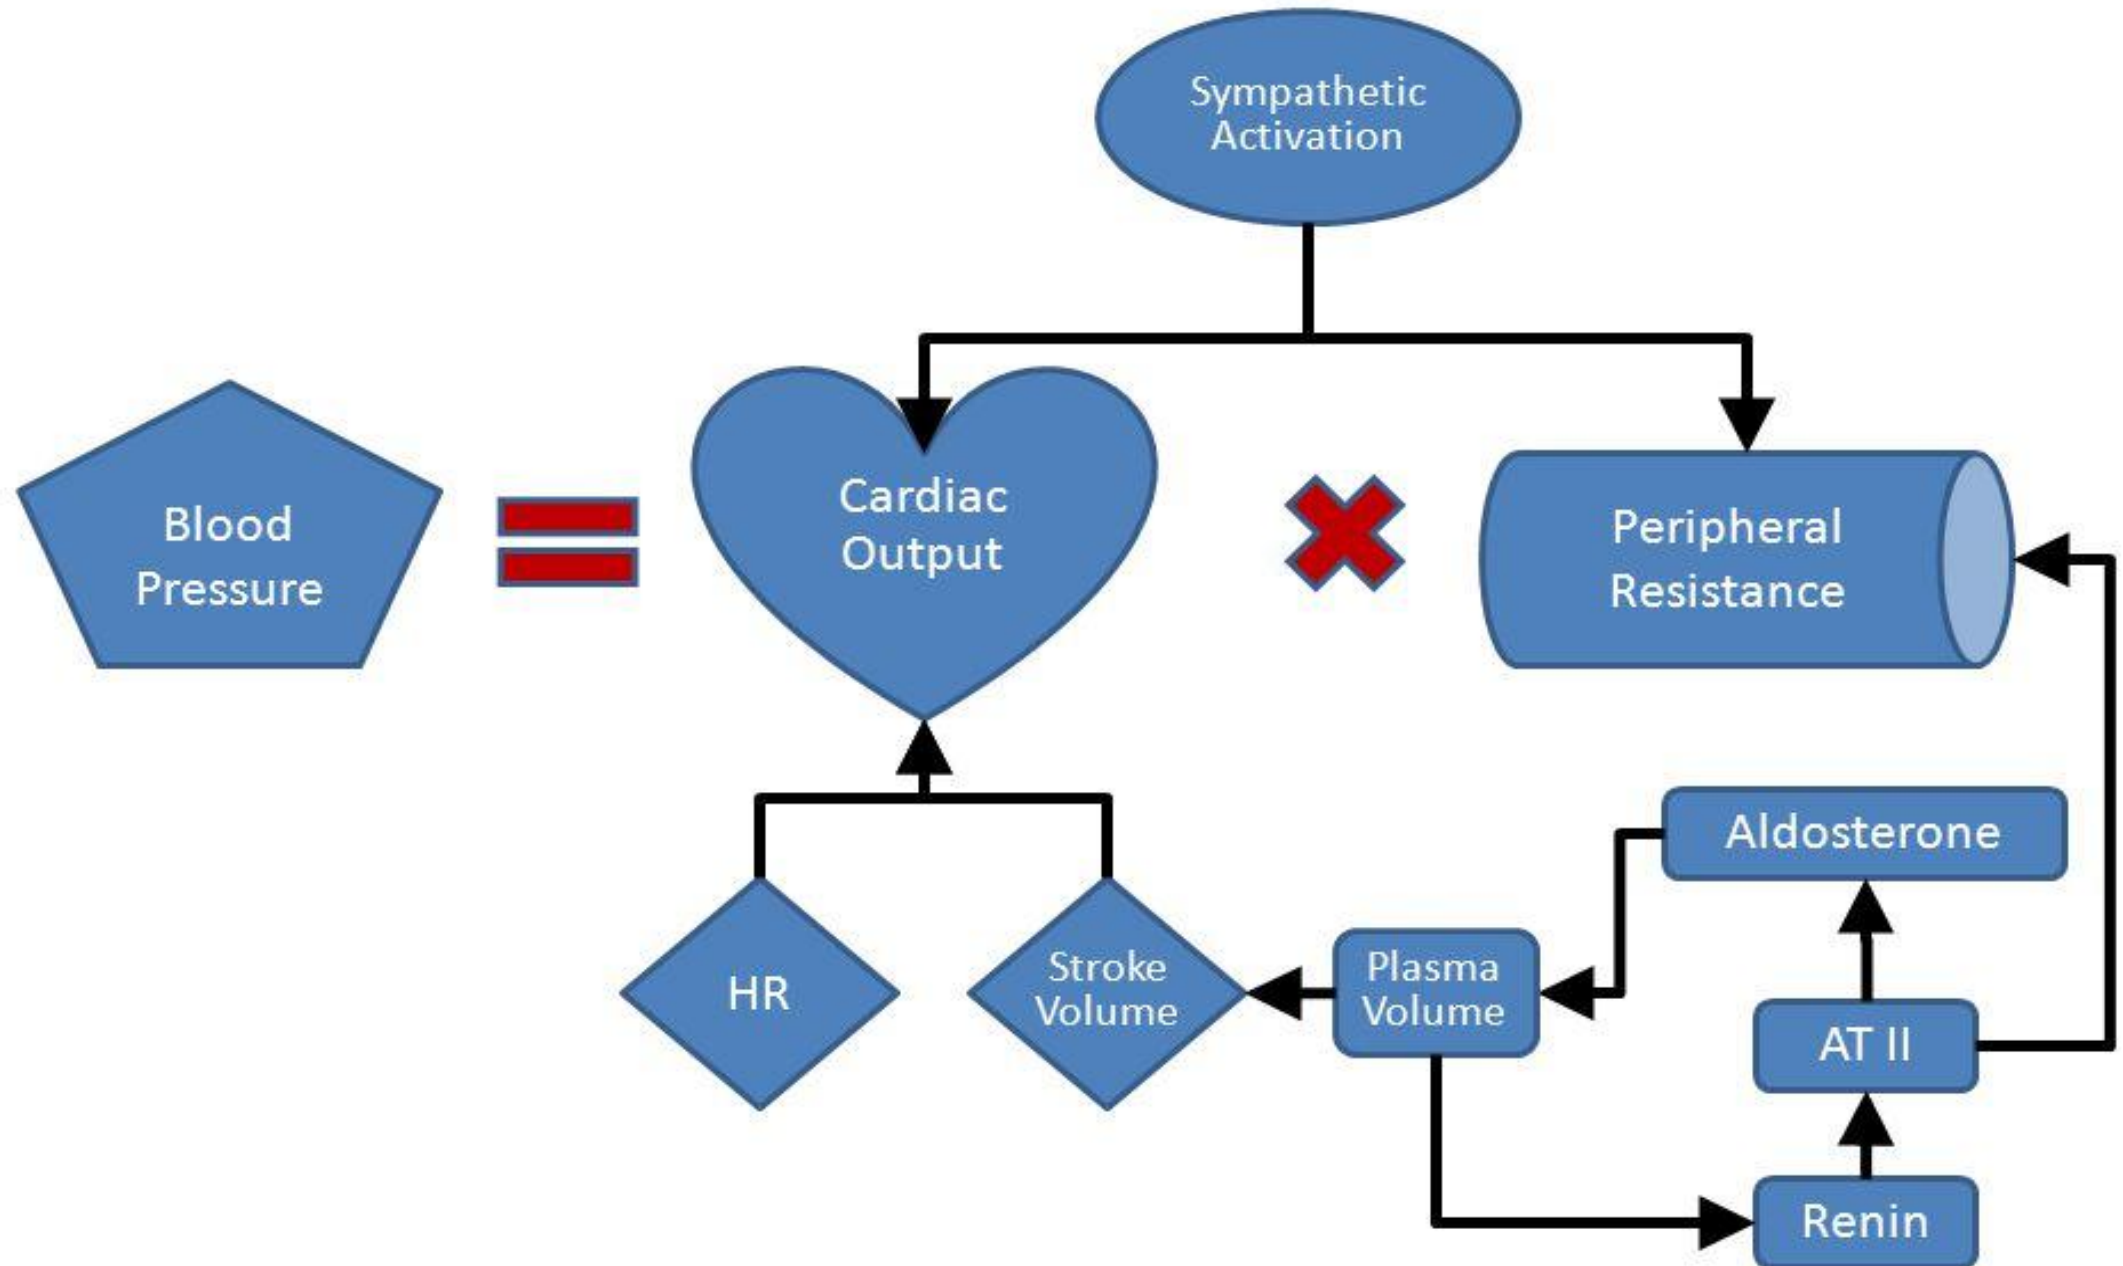 Sympathetic
Activation
Blood
Pressure
Cardiac
Output
Peripheral
Resistance
Aldosterone
HR
Stroke
Volume
Plasma
Volume
AT II
Renin